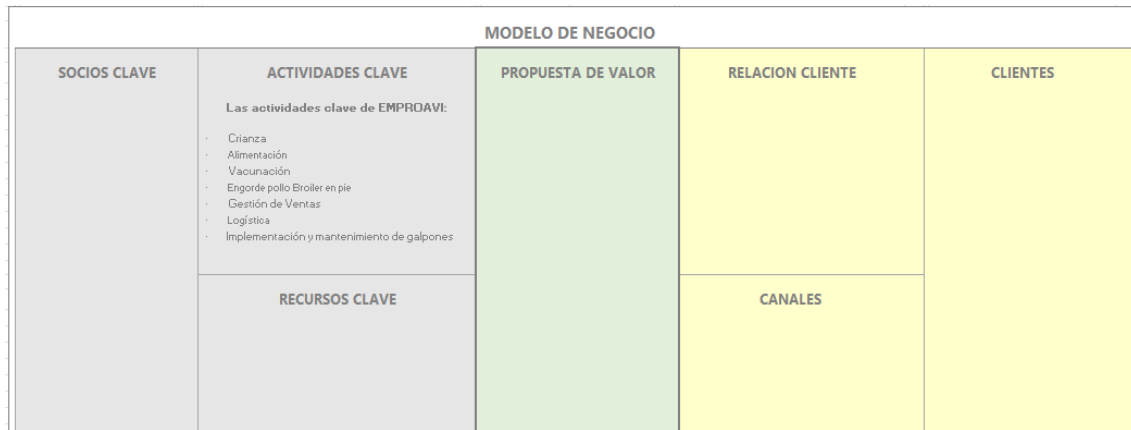 MODELO DE NEGOCIO
SOCIOS CLAVE
ACTIVIDADES CLAVE
Las actividades clave de EMPROAVI:
· Crianza
· Alimentación
· Vacunación
· Engorde pollo Broiler en pie
· Gestión de Ventas
· Logística
· Implementación y mantenimiento de galpones
RECURSOS CLAVE
PROPUESTA DE VALOR
RELACION CLIENTE
CANALES
CLIENTES